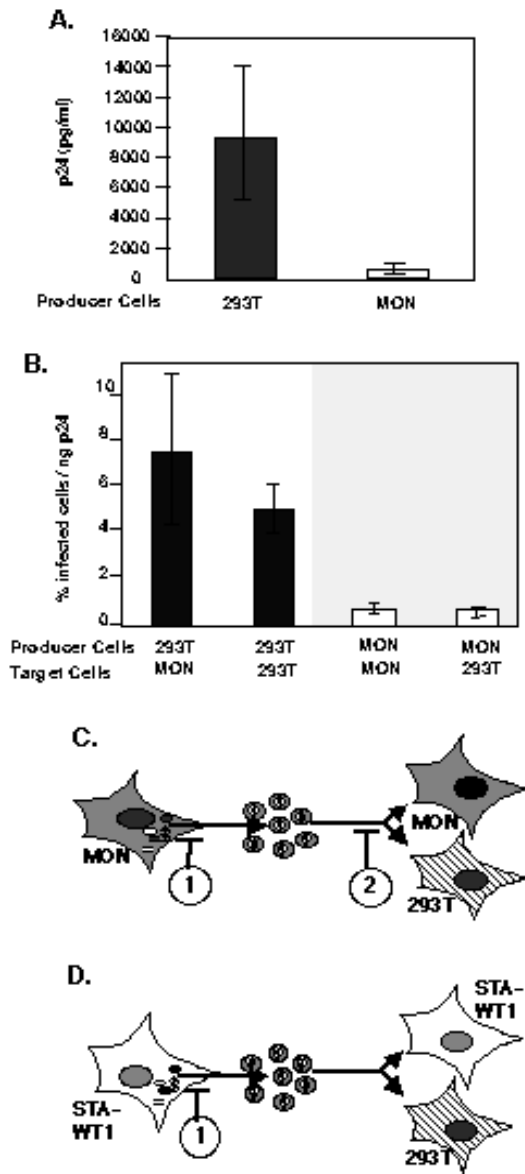 A.
p24 (pg/ml)
16000
14000
12000
10000
8000
6000
4000
2000
0
Producer Cells 293T MON
B.
% infected cells / ng p24
10
8
6
4
2
0
Producer Cells 293T 293T MON MON
Target Cells MON 293T MON 293T
C.
MON
MON
1
2
293T
D.
STA-
WT1
STA-
WT1
1
293T